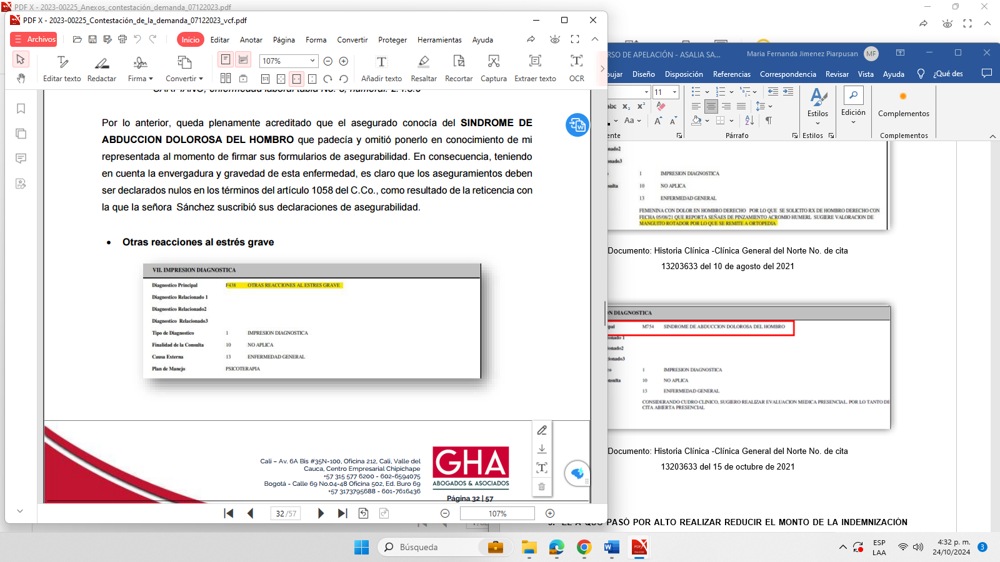 PDF X - 2023-00225_Anexos_contestación_demanda_07122023.pdf
PDF X - 2023-00225_Contestación_de_la_demanda_07122023_vcf.pdf
Archivos
Inicio
Editar
Anotar
Página
Forma
Convertir
Proteger
Herramientas
Ayuda
107%
Editar texto
Redactar
Firma
Convertir
Añadir texto
Resaltar
Recortar
Captura
Extraer texto
OCR
Por lo anterior, queda plenamente acreditado que el asegurado conocía del SINDROME DE
ABDUCCION DOLOROSA DEL HOMBRO que padecía y omitió ponerlo en conocimiento de mi
representada al momento de firmar sus formularios de asegurabilidad. En consecuencia, teniendo
en cuenta la envergadura y gravedad de esta enfermedad, es claro que los aseguramientos deben
ser declarados nulos en los términos del artículo 1058 del C.Co., como resultado de la reticencia con
la que la señora Sánchez suscribió sus declaraciones de asegurabilidad.
• Otras reacciones al estrés grave
VII. IMPRESION DIAGNOSTICA
Diagnostico Principal F438 OTRAS REACCIONES AL ESTRES GRAVE
Diagnostico Relacionado 1
Diagnostico Relacionado2
Diagnostico Relacionado3
Tipo de Diagnostico 1 IMPRESION DIAGNOSTICA
Finalidad de la Consulta 10 NO APLICA
Causa Externa 13 ENFERMEDAD GENERAL
Plan de Manejo PSICOTERAPIA
Cali – Av. 6A Bis #35N-100, Oficina 212, Cali, Valle del
Cauca, Centro Empresarial Chipichape
+57 315 577 6200 - 602-6594075
Bogotá - Calle 69 No.04-48 Oficina 502, Ed. Buro 69
+57 3173795688 - 601-7616436
GHA
ABOGADOS & ASOCIADOS
Página 32 | 57
32 /57
107%
RSO DE APELACIÓN - ASALIA SA...
Maria Fernanda Jimenez Piarpusan
MF
Diseño
Disposición
Referencias
Correspondencia
Revisar
Vista
Ayuda
¿Qué des
11
Aa
Párrafo
Estilos
Estilos
Edición
Complementos
Complementos
1 IMPRESION DIAGNOSTICA
10 NO APLICA
13 ENFERMEDAD GENERAL
FEMENINA CON DOLOR EN HOMBRO DERECHO POR LO QUE SE SOLICITO RX DE HOMBRO DERECHO CON
FECHA 05/08/21 QUE REPORTA SEÑAES DE PINZAMIENTO ACROMIO HUMERL SUGIERE VALORACION DE
MANGUITO ROTADOR POR LO QUE SE REMITE A ORTOPEDIA
Documento: Historia Clínica -Clínica General del Norte No. de cita
13203633 del 10 de agosto del 2021
N DIAGNOSTICA
M754 SINDROME DE ABDUCCION DOLOROSA DEL HOMBRO
1 IMPRESION DIAGNOSTICA
10 NO APLICA
13 ENFERMEDAD GENERAL
CONSIDERANDO CUDRO CLINICO, SUGIERO REALIZAR EVALUACION MEDICA PRESENCIAL. POR LO TANTO DE
CITA ABIERTA PRESENCIAL
Documento: Historia Clínica -Clínica General del Norte No. de cita
13203633 del 15 de octubre de 2021
PASÓ POR ALTO REALIZAR REDUCIR EL MONTO DE LA INDEMNIZACIÓN
Búsqueda
ESP
LAA
4:32 p. m.
24/10/2024
3